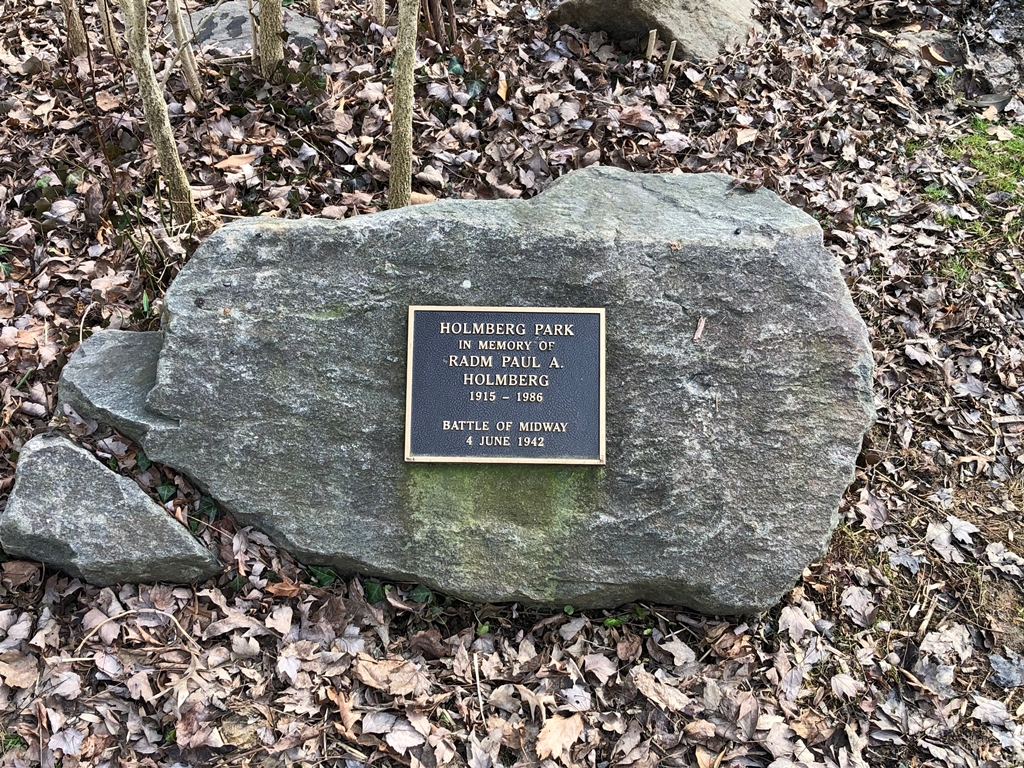 HOLMBERG PARK
IN MEMORY OF
RADM PAUL A.
HOLMBERG
1915 – 1986
BATTLE OF MIDWAY
4 JUNE 1942